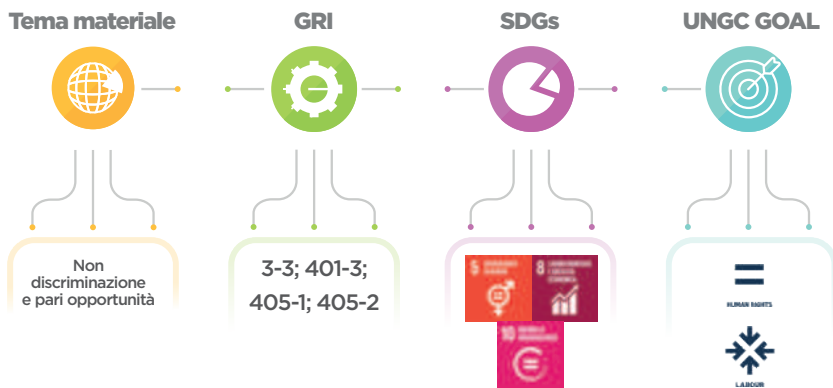 Tema materiale
GRI
SDGs
UNGC GOAL
Non
discriminazione
e pari opportunità
3-3; 401-3;
405-1; 405-2
5
8
10
HUMAN RIGHTS
LABOUR